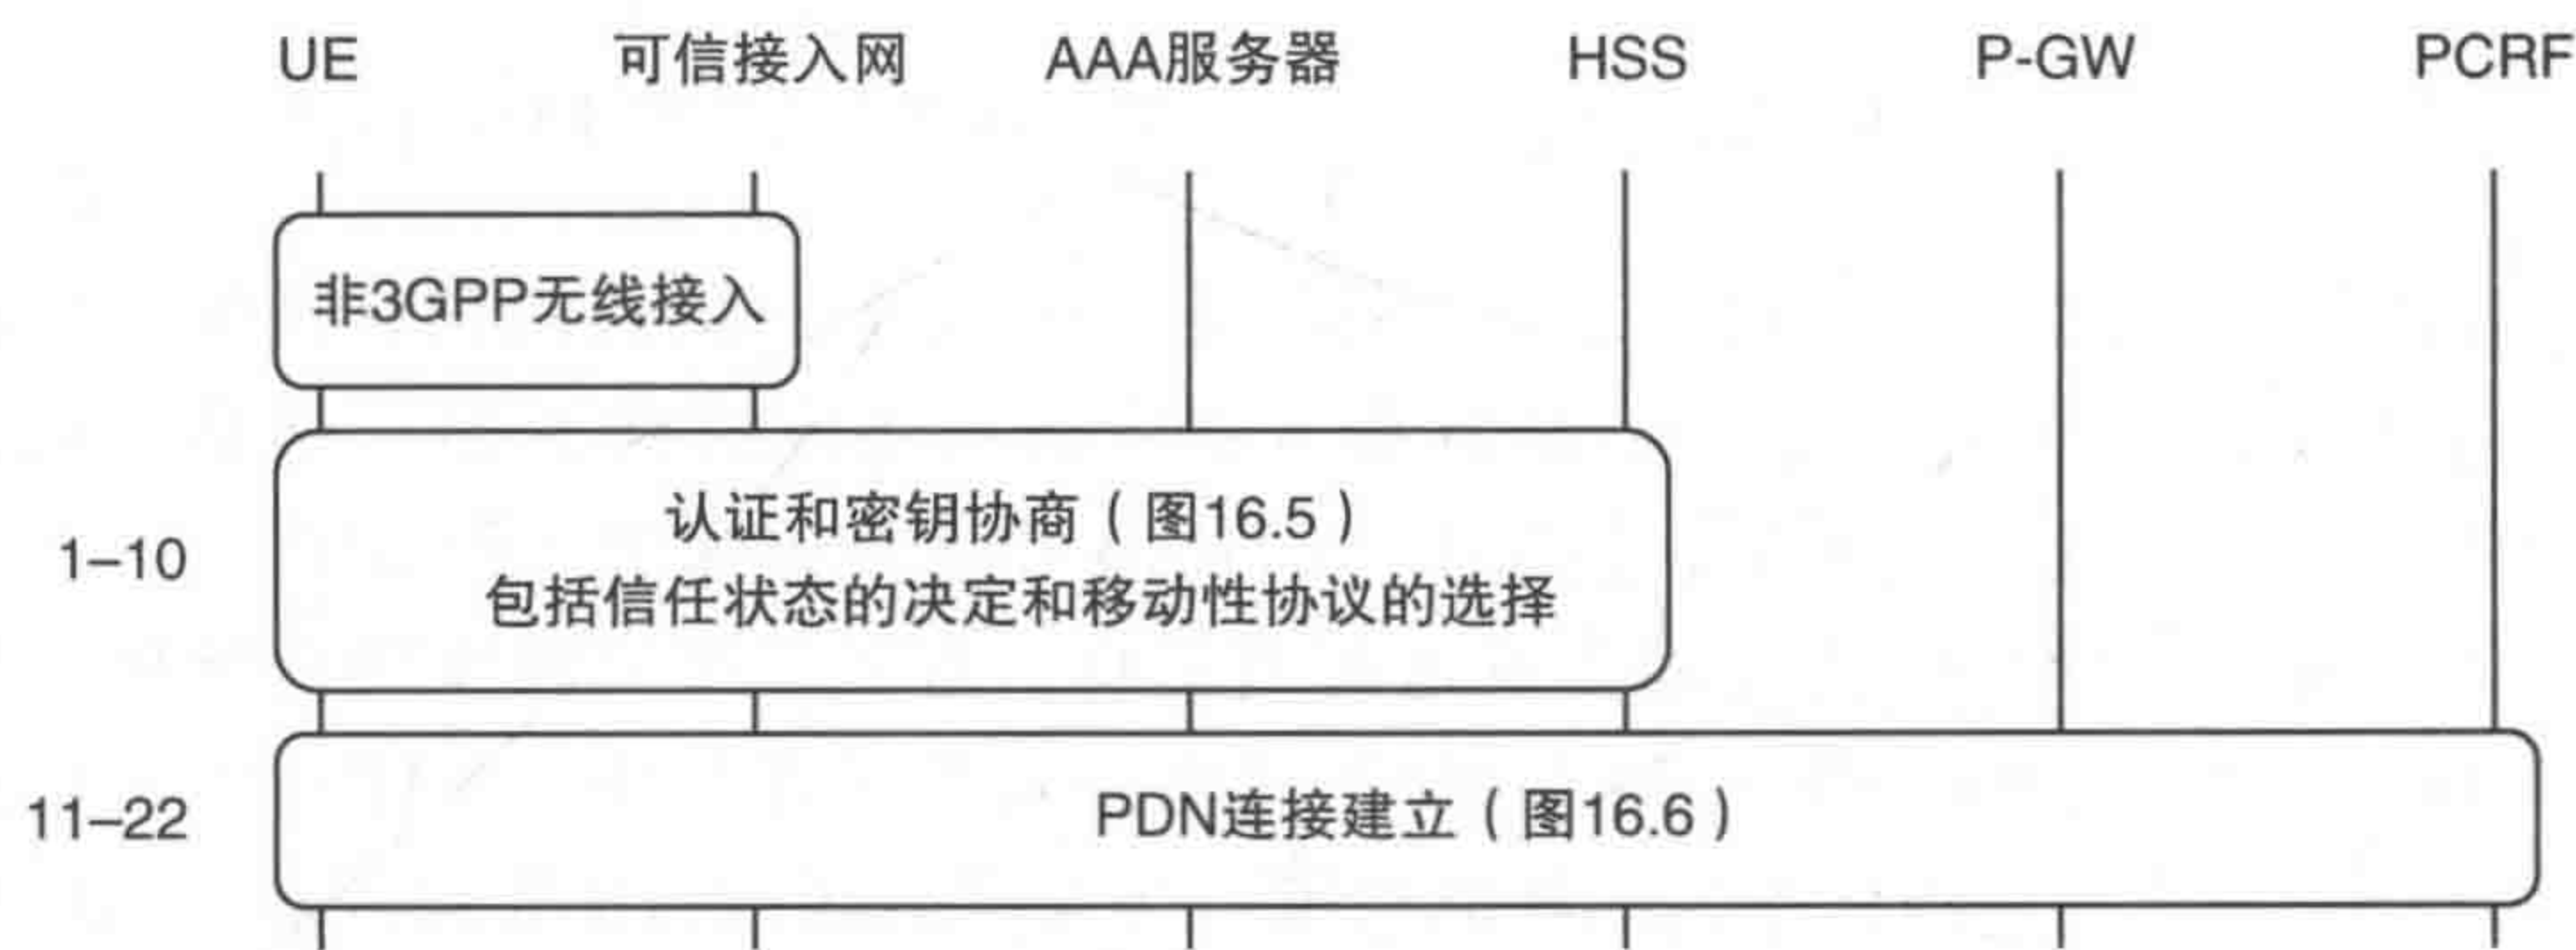 UE 可信接入网 AAA服务器 HSS P-GW PCRF
非3GPP无线接入
认证和密钥协商（图16.5）
1–10
包括信任状态的决定和移动性协议的选择
11–22 PDN连接建立（图16.6）